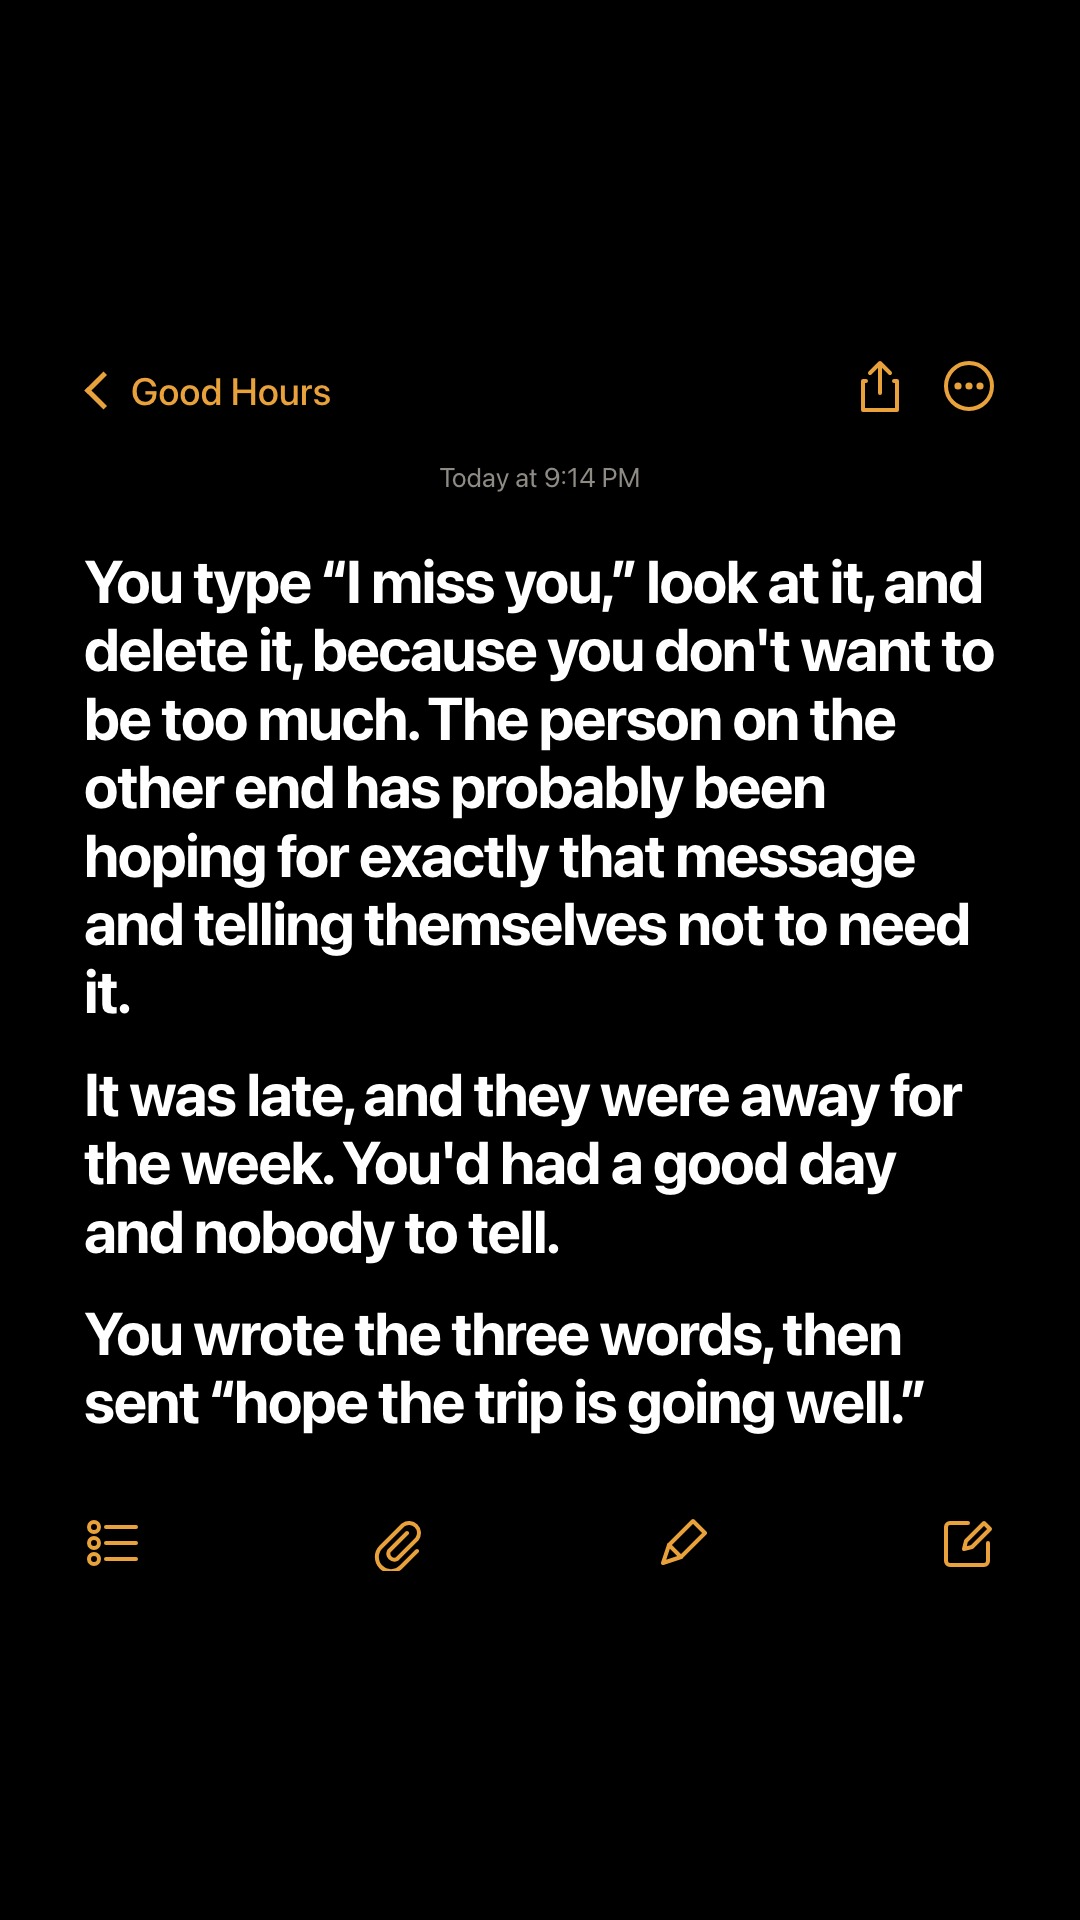 Good Hours
Today at 9:14 PM
You type “I miss you,” look at it, and
delete it, because you don't want to
be too much. The person on the
other end has probably been
hoping for exactly that message
and telling themselves not to need
it.
It was late, and they were away for
the week. You'd had a good day
and nobody to tell.
You wrote the three words, then
sent “hope the trip is going well.”